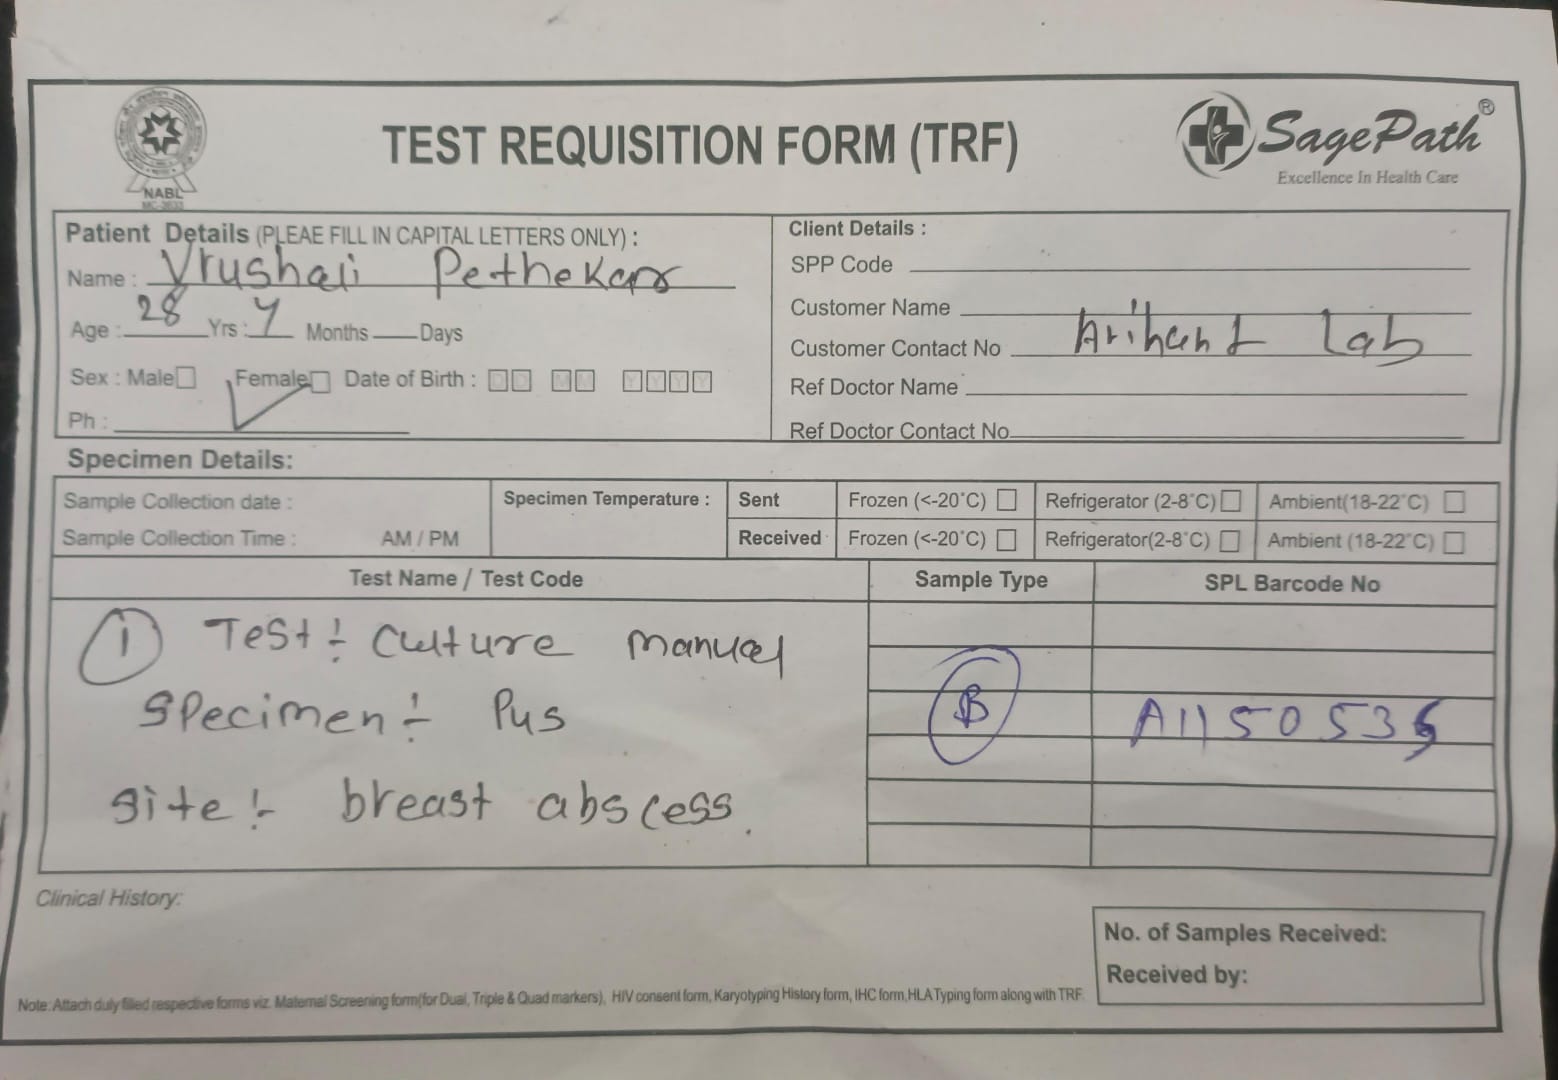 NABL
MC-3633
TEST REQUISITION FORM (TRF)
SagePath®
Excellence In Health Care
Patient Details (PLEAE FILL IN CAPITAL LETTERS ONLY) :
Name : Vrushali Pethekar
Age : 28 Yrs : Y Months Days
Sex : Male Female Date of Birth : DD MM YYYY
Ph :
Client Details :
SPP Code
Customer Name
Customer Contact No Arihant Lab
Ref Doctor Name
Ref Doctor Contact No
Specimen Details:
Sample Collection date :
Sample Collection Time : AM / PM
Specimen Temperature :
Sent Frozen (<-20°C) Refrigerator (2-8°C) Ambient(18-22°C)
Received Frozen (<-20°C) Refrigerator(2-8°C) Ambient (18-22°C)
Test Name / Test Code Sample Type SPL Barcode No
① Test :- Culture manual
Specimen :- Pus B A1150536
Site :- breast abscess.
Clinical History:
No. of Samples Received:
Received by:
Note: Attach duly filled respective forms viz. Maternal Screening form(for Dual, Triple & Quad markers), HIV consent form, Karyotyping History form, IHC form,HLA Typing form along with TRF.